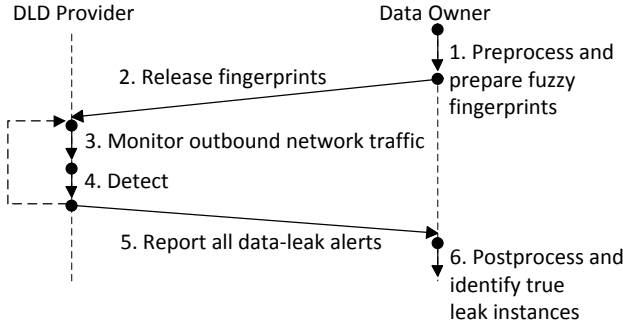 DLD Provider
Data Owner
1. Preprocess and
prepare fuzzy
fingerprints
2. Release fingerprints
3. Monitor outbound network traffic
4. Detect
5. Report all data-leak alerts
6. Postprocess and
identify true
leak instances